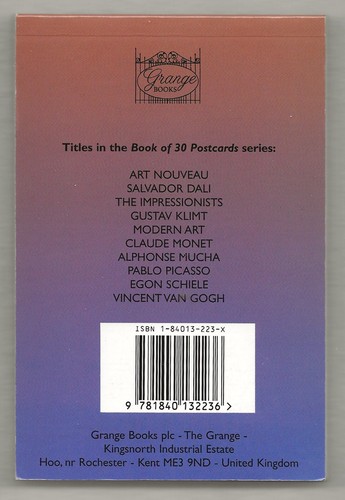 Grange
BOOKS
Titles in the Book of 30 Postcards series:
ART NOUVEAU
SALVADOR DALI
THE IMPRESSIONISTS
GUSTAV KLIMT
MODERN ART
CLAUDE MONET
ALPHONSE MUCHA
PABLO PICASSO
EGON SCHIELE
VINCENT VAN GOGH
ISBN 1-84013-223-X
9 781840 132236 >
Grange Books plc - The Grange -
Kingsnorth Industrial Estate
Hoo, nr Rochester - Kent ME3 9ND - United Kingdom